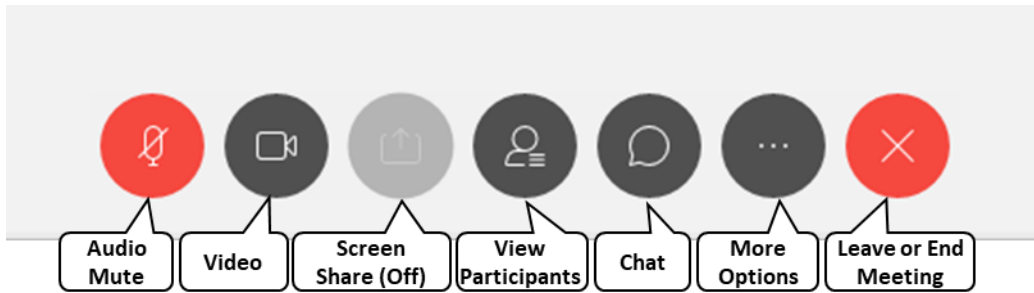 Audio
Mute
Video
Screen
Share (Off)
View
Participants
Chat
More
Options
Leave or End
Meeting